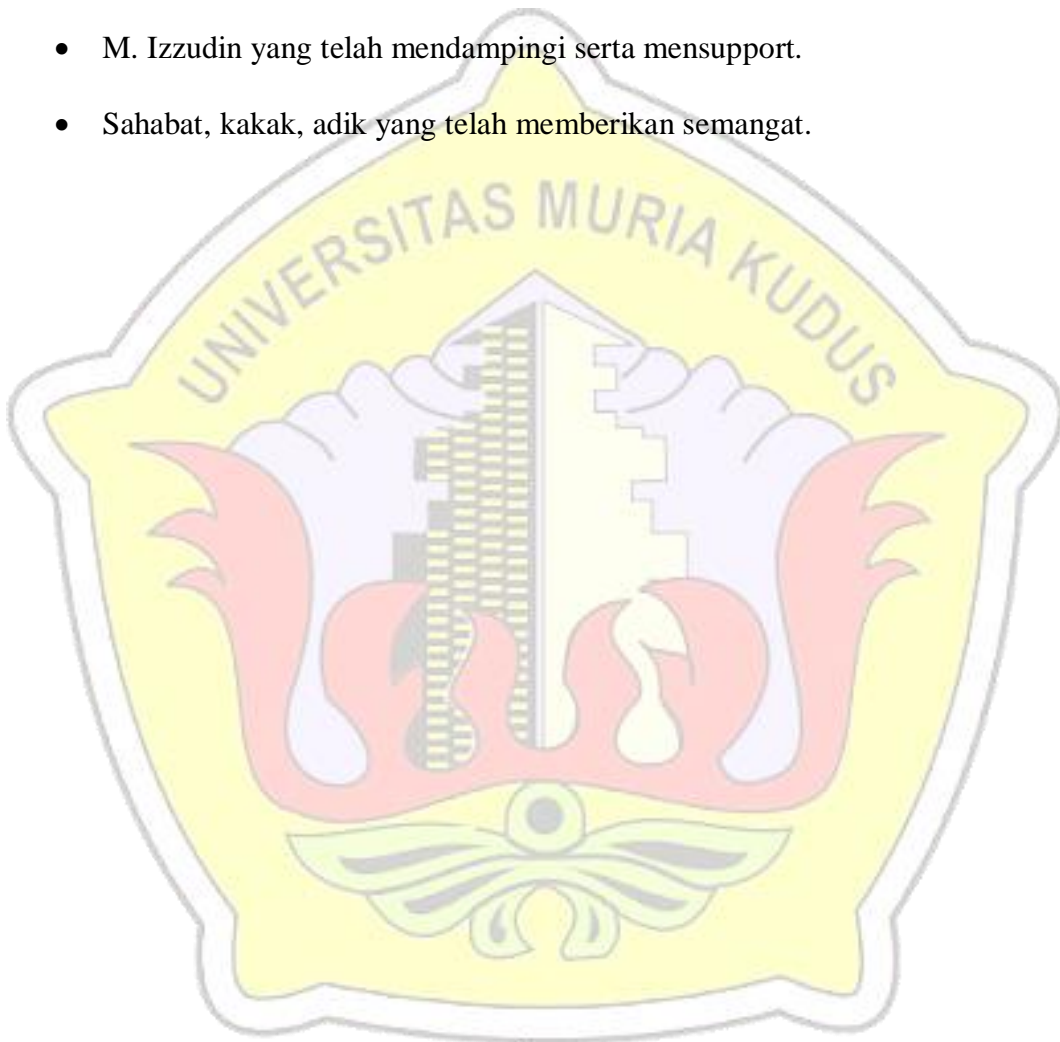 • M. Izzudin yang telah mendampingi serta mensupport.
• Sahabat, kakak, adik yang telah memberikan semangat.
UNIVERSITAS MURIA KUDUS